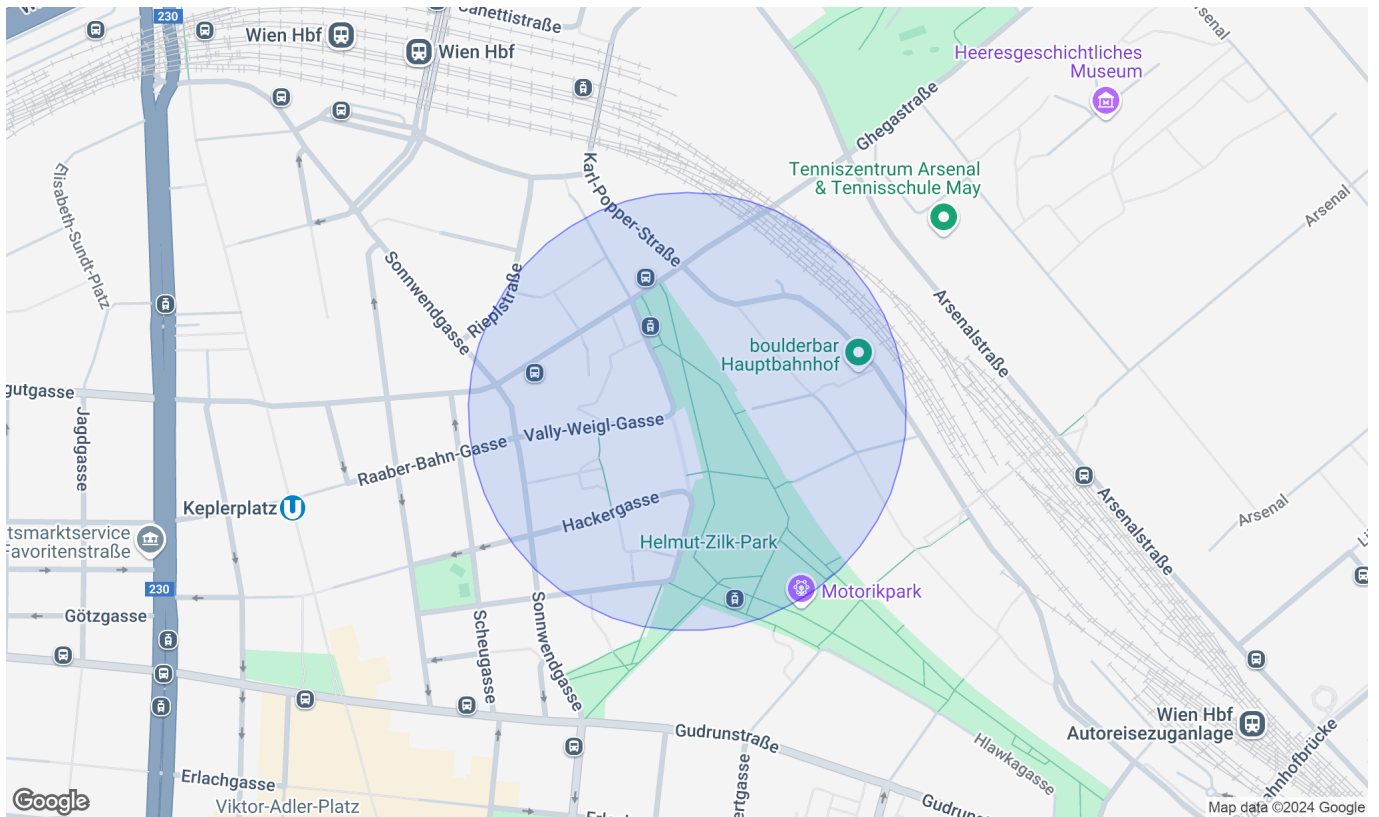 230
Wien Hbf
Wien Hbf
Canettistraße
Arsenal
Heeresgeschichtliches
Museum
Ghegastraße
Karl-Popper-Straße
Elisabeth-Sundt-Platz
Tenniszentrum Arsenal
& Tennisschule May
Arsenal
Sonnwendgasse
Rieplstraße
Arsenalstraße
boulderbar
Hauptbahnhof
gutgasse
Jagdgasse
Vally-Weigl-Gasse
Raaber-Bahn-Gasse
Keplerplatz
U
Hackergasse
Arsenalstraße
Arsenal
tsmarktservice
Favoritenstraße
Helmut-Zilk-Park
230
Motorikpark
Götzgasse
Scheugasse
Sonnwendgasse
Wien Hbf
Autoreisezuganlage
Gudrunstraße
Hlawkagasse
ahnhofbrücke
ertgasse
Erlachgasse
Viktor-Adler-Platz
Gudrunst
Google
Map data ©2024 Google